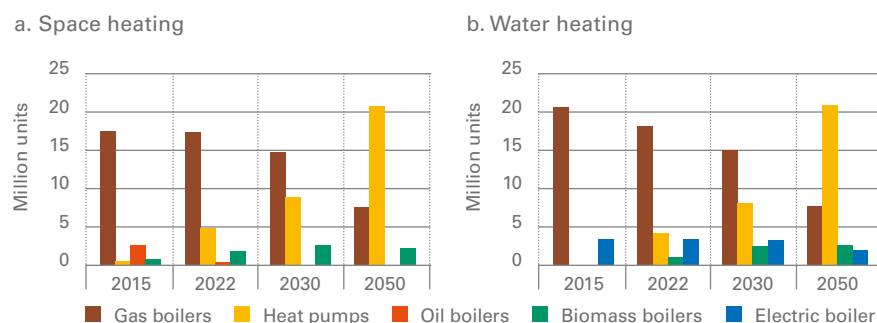 a. Space heating
25
20
15
10
5
0
Million units
2015 2022 2030 2050
b. Water heating
25
20
15
10
5
0
Million units
2015 2022 2030 2050
Gas boilers Heat pumps Oil boilers Biomass boilers Electric boiler